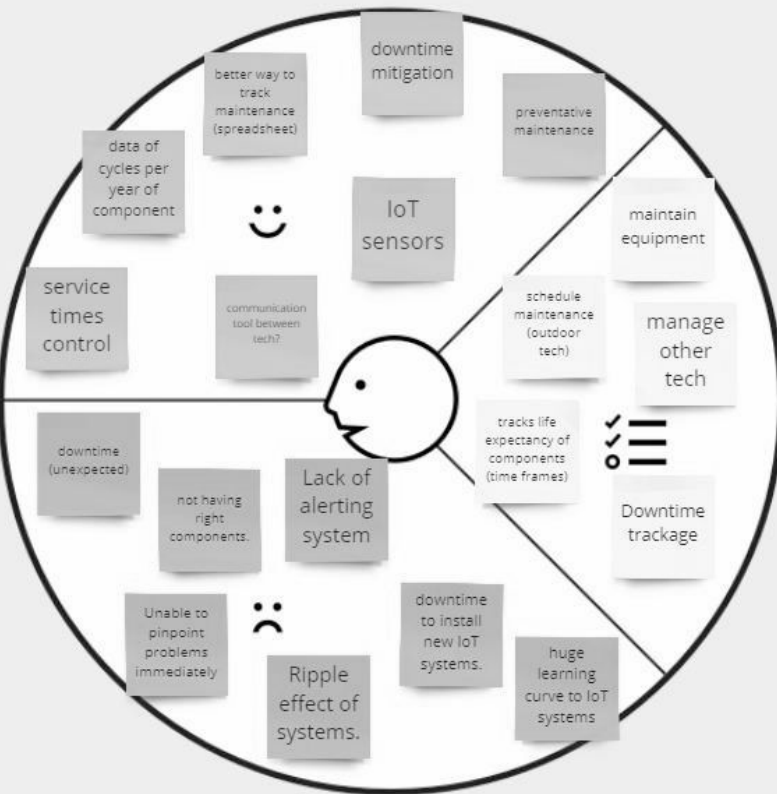 downtime
mitigation
better way to
track
maintenance
(spreadsheet)
preventative
maintenance
data of
cycles per
year of
component
IoT
sensors
service
times
control
communication
tool between
tech?
maintain
equipment
schedule
maintenance
(outdoor
tech)
manage
other
tech
tracks life
expectancy of
components
(time frames)
Downtime
trackage
downtime
(unexpected)
not having
right
components.
Lack of
alerting
system
Unable to
pinpoint
problems
immediately
Ripple
effect of
systems.
downtime
to install
new IoT
systems.
huge
learning
curve to IoT
systems